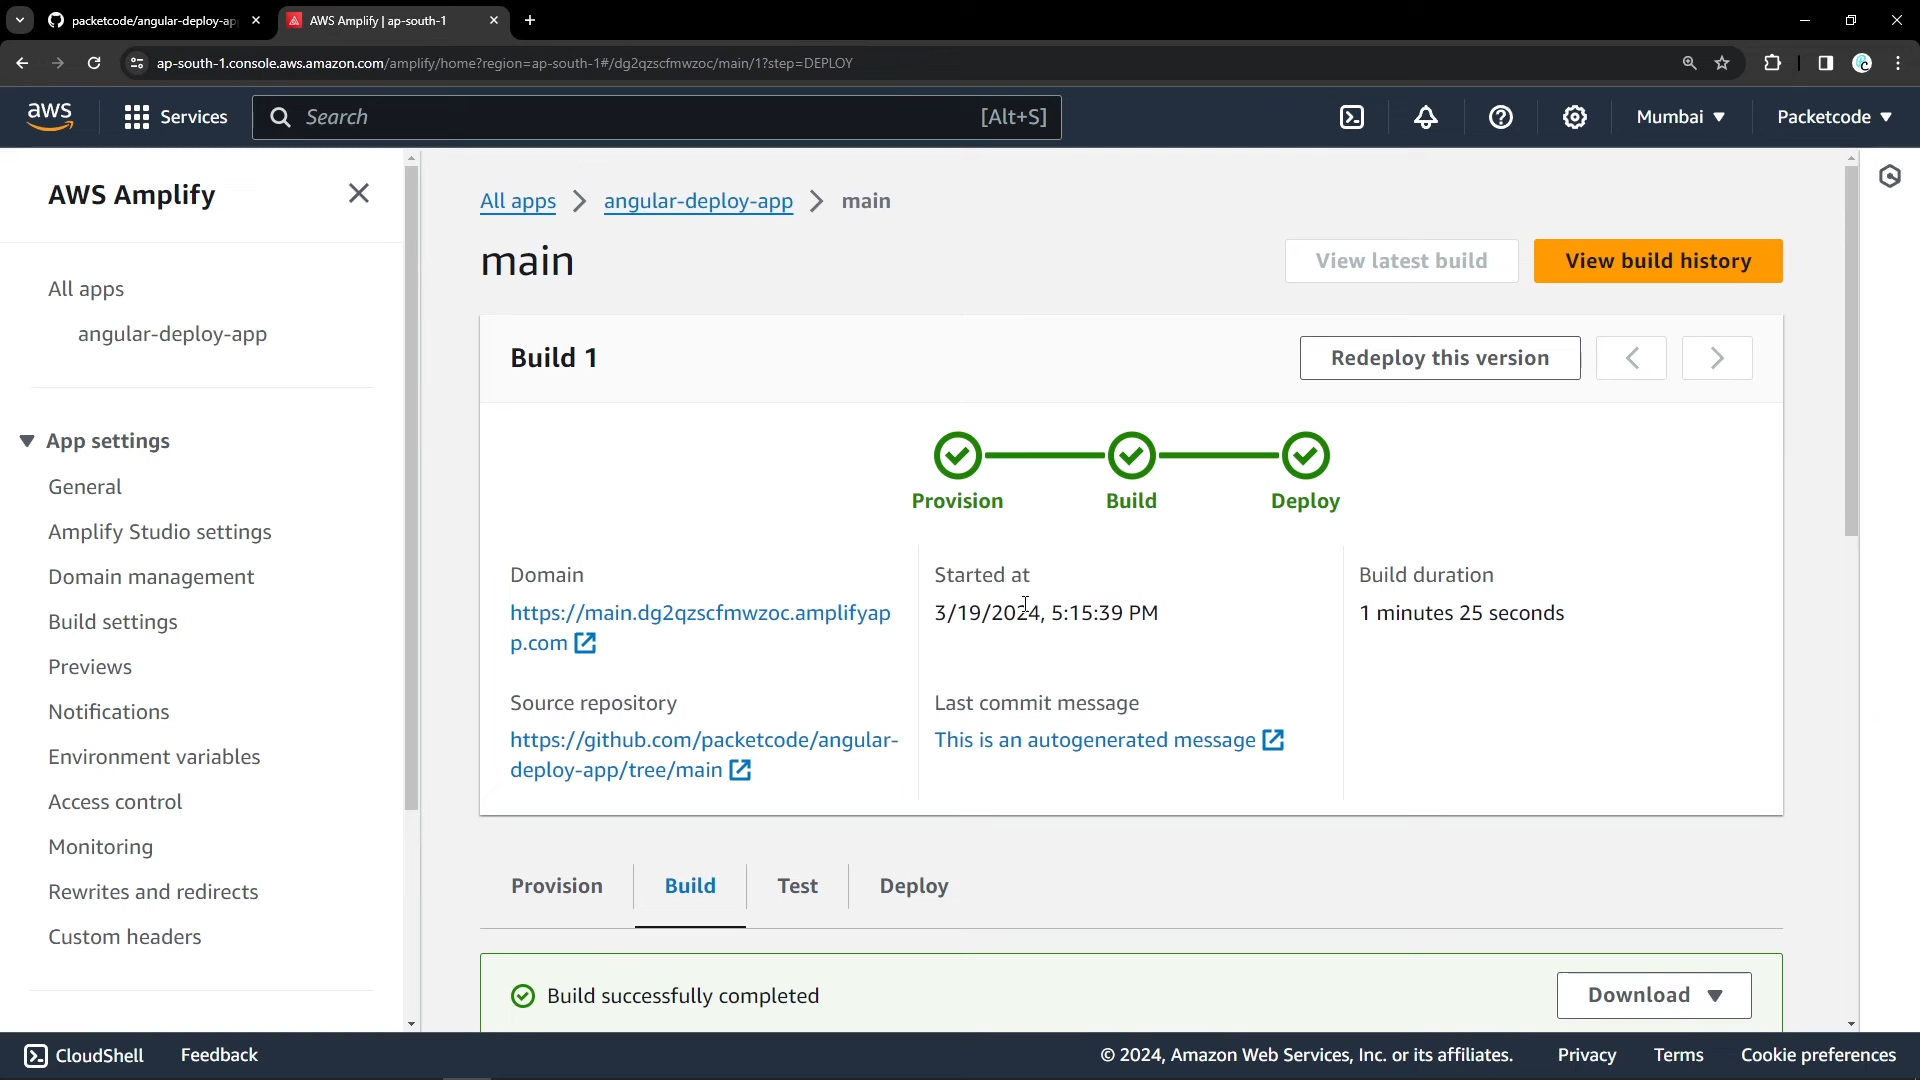 packetcode/angular-deploy-ap
AWS Amplify | ap-south-1
ap-south-1.console.aws.amazon.com/amplify/home?region=ap-south-1#/dg2qzscfmwzoc/main/1?step=DEPLOY
aws
Services
Search
[Alt+S]
Mumbai
Packetcode
AWS Amplify
All apps
angular-deploy-app
App settings
General
Amplify Studio settings
Domain management
Build settings
Previews
Notifications
Environment variables
Access control
Monitoring
Rewrites and redirects
Custom headers
All apps
angular-deploy-app
main
main
View latest build
View build history
Build 1
Redeploy this version
Provision
Build
Deploy
Domain
https://main.dg2qzscfmwzoc.amplifyap
p.com
Started at
3/19/2024, 5:15:39 PM
Build duration
1 minutes 25 seconds
Source repository
https://github.com/packetcode/angular-
deploy-app/tree/main
Last commit message
This is an autogenerated message
Provision
Build
Test
Deploy
Build successfully completed
Download
CloudShell
Feedback
© 2024, Amazon Web Services, Inc. or its affiliates.
Privacy
Terms
Cookie preferences